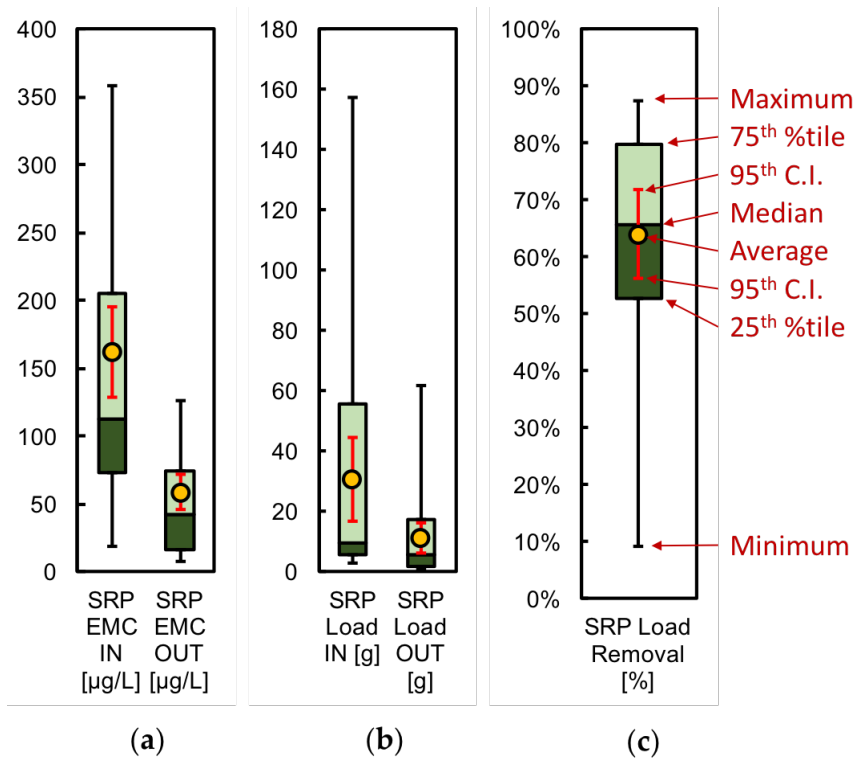 400
350
300
250
200
150
100
50
0
SRP SRP
EMC EMC
IN OUT
[µg/L] [µg/L]
(a)
180
160
140
120
100
80
60
40
20
0
SRP SRP
Load Load
IN [g] OUT
[g]
(b)
100%
90%
80%
70%
60%
50%
40%
30%
20%
10%
0%
SRP Load
Removal
[%]
(c)
Maximum
75th %tile
95th C.I.
Median
Average
95th C.I.
25th %tile
Minimum